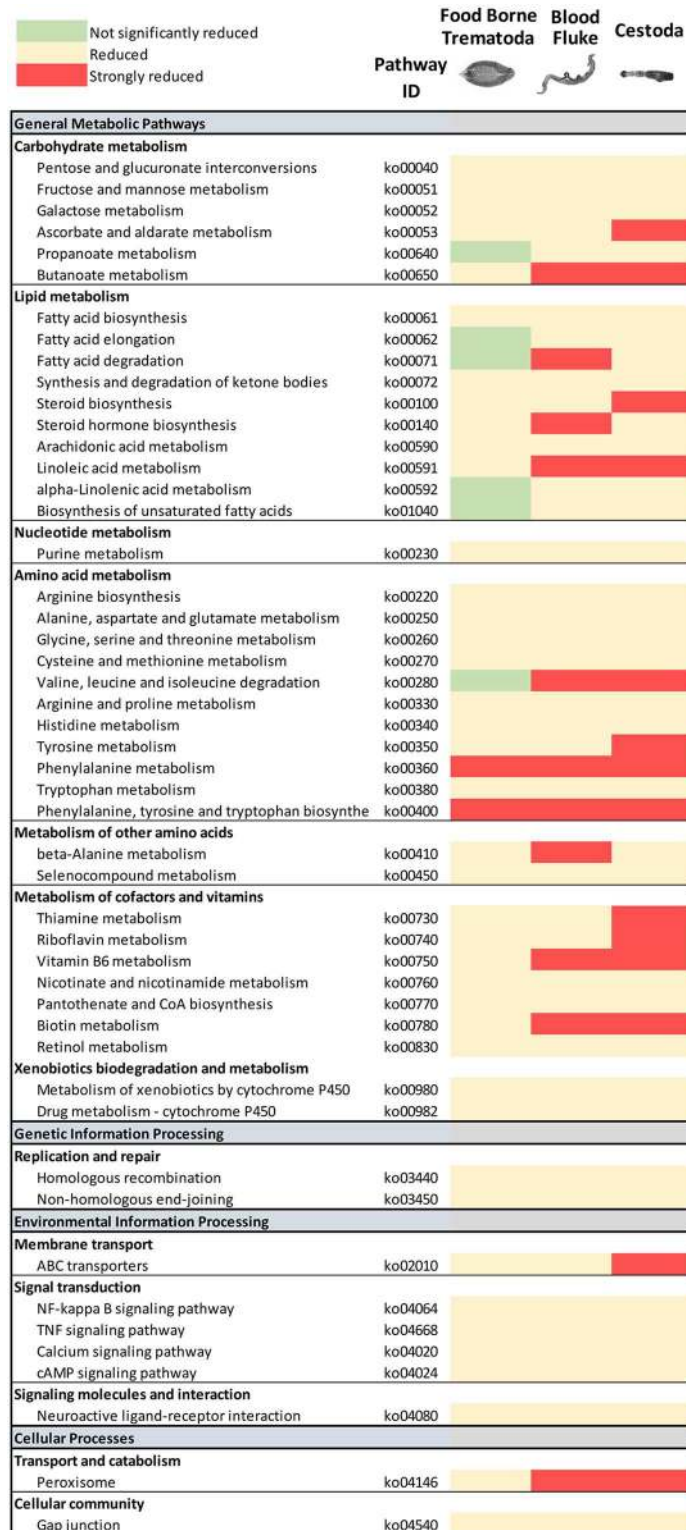 Not significantly reduced
Reduced
Strongly reduced
Pathway ID
Food Borne Trematoda
Blood Fluke
Cestoda
General Metabolic Pathways
Carbohydrate metabolism
Pentose and glucuronate interconversions ko00040
Fructose and mannose metabolism ko00051
Galactose metabolism ko00052
Ascorbate and aldarate metabolism ko00053
Propanoate metabolism ko00640
Butanoate metabolism ko00650
Lipid metabolism
Fatty acid biosynthesis ko00061
Fatty acid elongation ko00062
Fatty acid degradation ko00071
Synthesis and degradation of ketone bodies ko00072
Steroid biosynthesis ko00100
Steroid hormone biosynthesis ko00140
Arachidonic acid metabolism ko00590
Linoleic acid metabolism ko00591
alpha-Linolenic acid metabolism ko00592
Biosynthesis of unsaturated fatty acids ko01040
Nucleotide metabolism
Purine metabolism ko00230
Amino acid metabolism
Arginine biosynthesis ko00220
Alanine, aspartate and glutamate metabolism ko00250
Glycine, serine and threonine metabolism ko00260
Cysteine and methionine metabolism ko00270
Valine, leucine and isoleucine degradation ko00280
Arginine and proline metabolism ko00330
Histidine metabolism ko00340
Tyrosine metabolism ko00350
Phenylalanine metabolism ko00360
Tryptophan metabolism ko00380
Phenylalanine, tyrosine and tryptophan biosynthe ko00400
Metabolism of other amino acids
beta-Alanine metabolism ko00410
Selenocompound metabolism ko00450
Metabolism of cofactors and vitamins
Thiamine metabolism ko00730
Riboflavin metabolism ko00740
Vitamin B6 metabolism ko00750
Nicotinate and nicotinamide metabolism ko00760
Pantothenate and CoA biosynthesis ko00770
Biotin metabolism ko00780
Retinol metabolism ko00830
Xenobiotics biodegradation and metabolism
Metabolism of xenobiotics by cytochrome P450 ko00980
Drug metabolism - cytochrome P450 ko00982
Genetic Information Processing
Replication and repair
Homologous recombination ko03440
Non-homologous end-joining ko03450
Environmental Information Processing
Membrane transport
ABC transporters ko02010
Signal transduction
NF-kappa B signaling pathway ko04064
TNF signaling pathway ko04668
Calcium signaling pathway ko04020
cAMP signaling pathway ko04024
Signaling molecules and interaction
Neuroactive ligand-receptor interaction ko04080
Cellular Processes
Transport and catabolism
Peroxisome ko04146
Cellular community
Gap junction ko04540